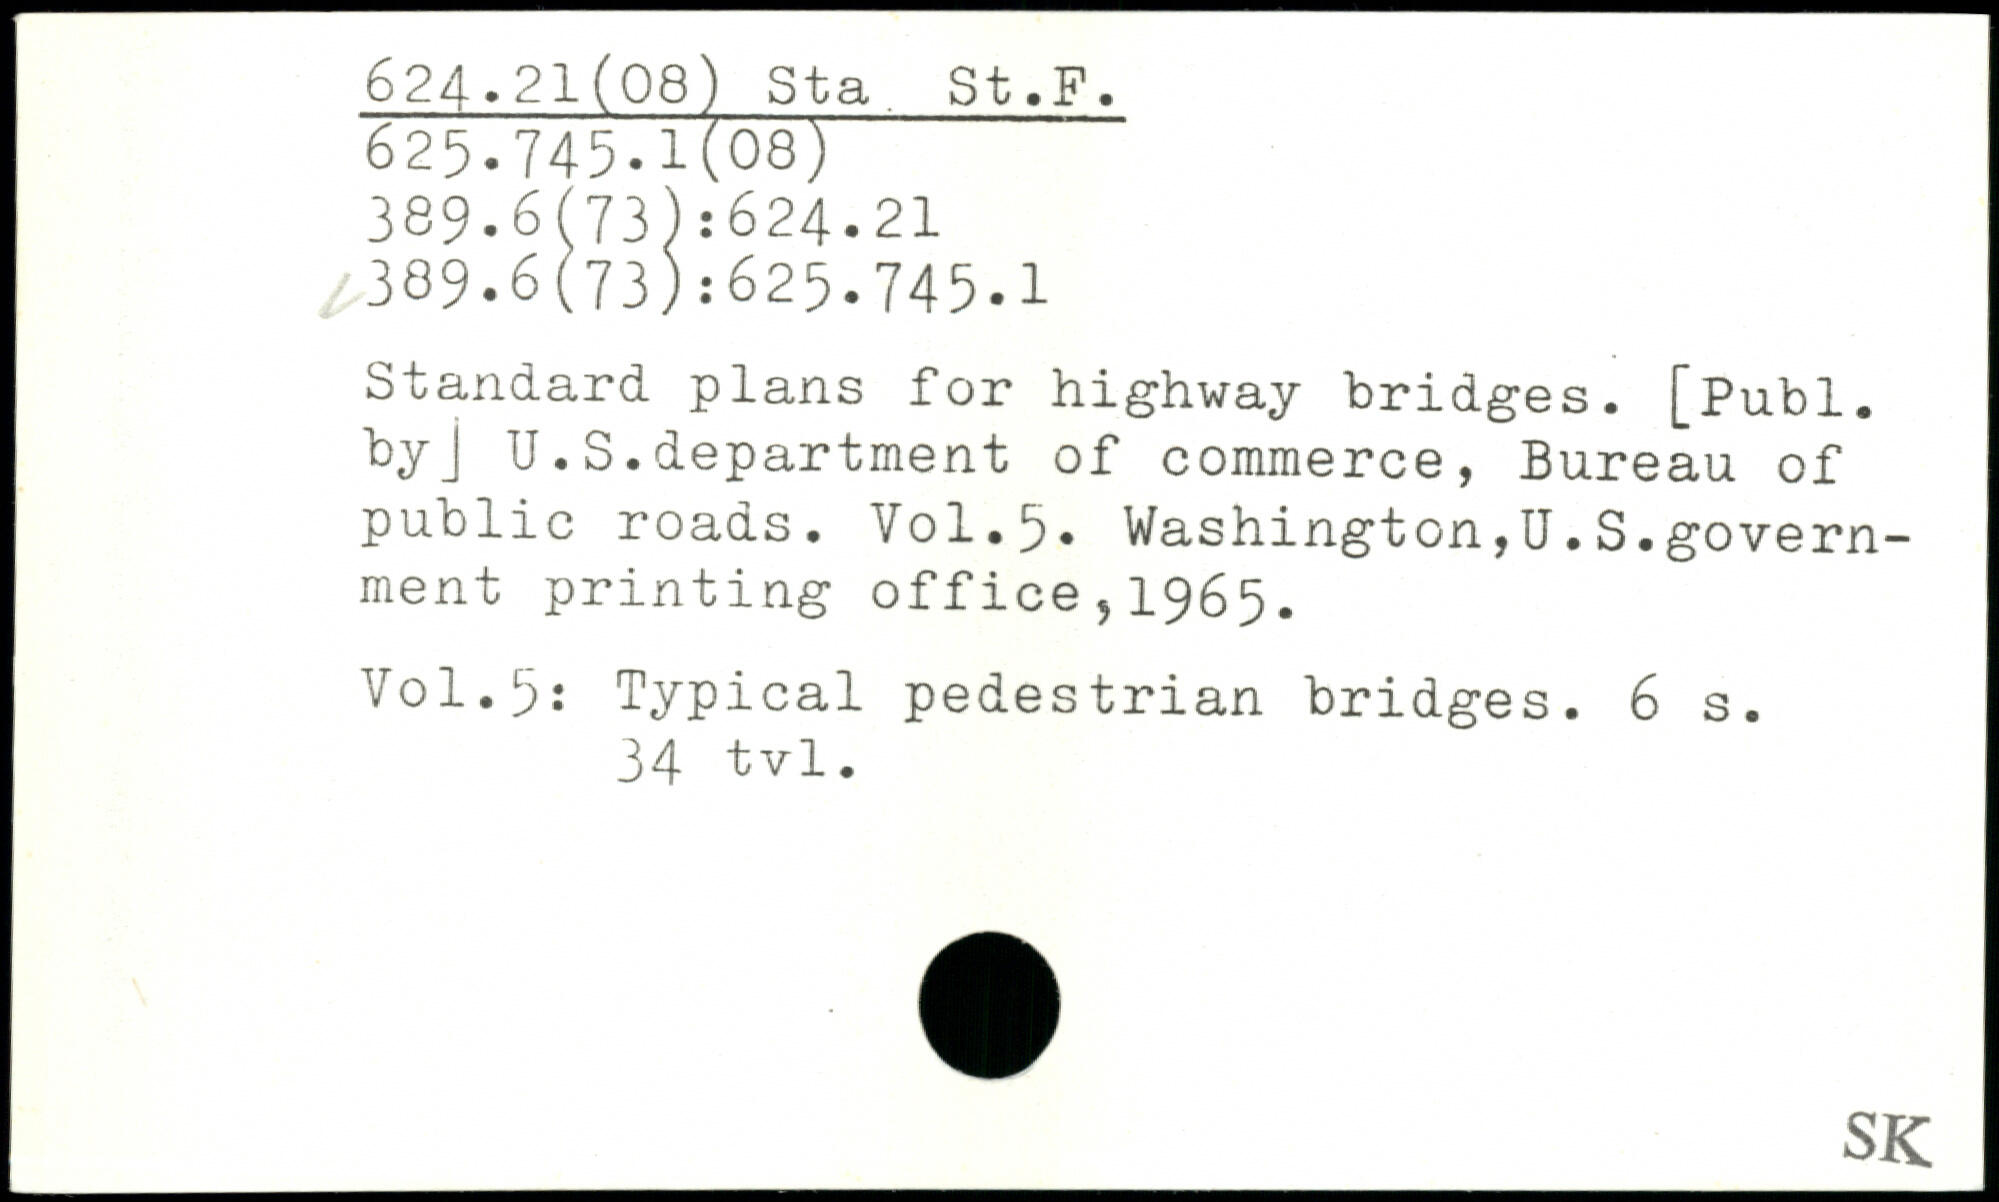 624.21(08) Sta St.F.
625.745.1(08)
389.6(73):624.21
389.6(73):625.745.1
Standard plans for highway bridges. [Publ.
by] U.S.department of commerce, Bureau of
public roads. Vol.5. Washington,U.S.govern-
ment printing office,1965.
Vol.5: Typical pedestrian bridges. 6 s.
34 tvl.
SK